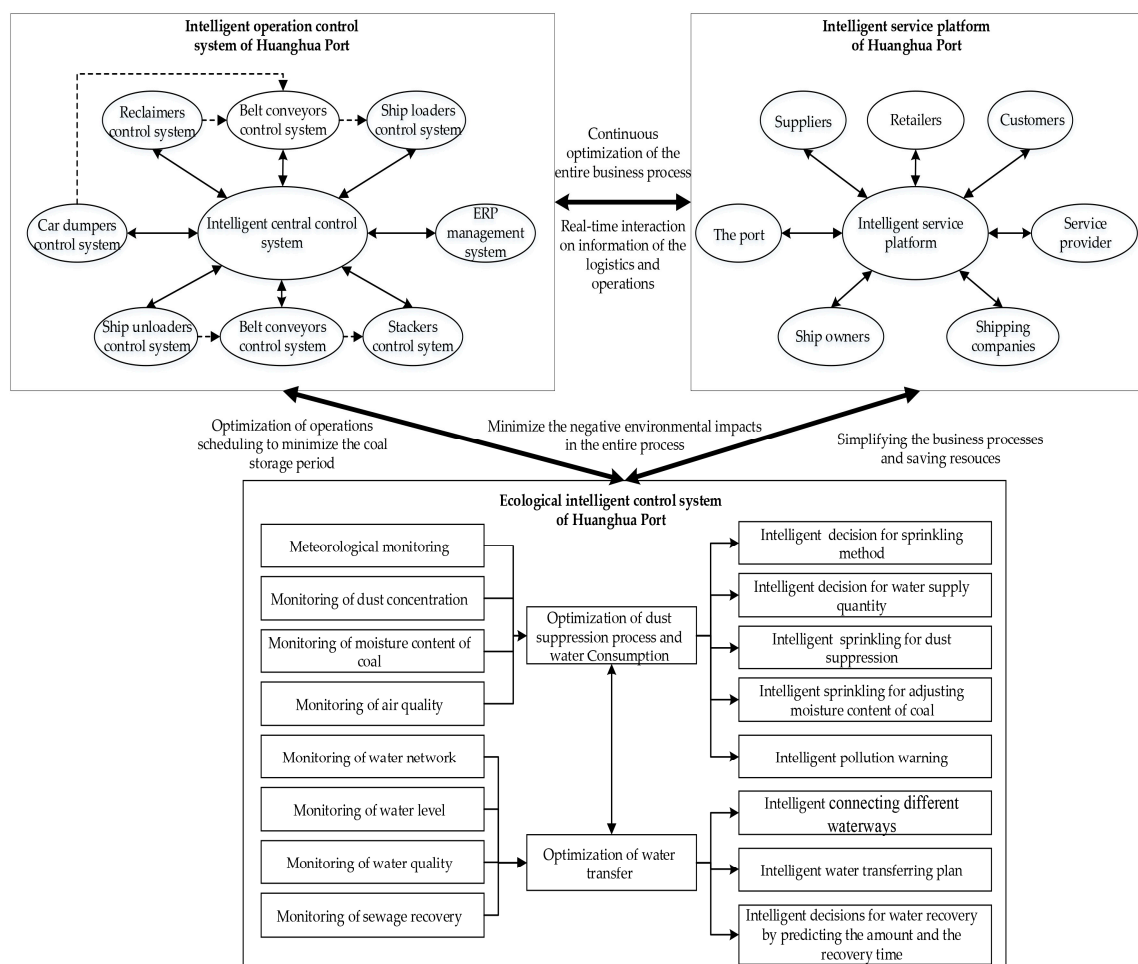 Intelligent operation control
system of Huanghua Port
Reclaimers
control system
Belt conveyors
control system
Ship loaders
control system
Car dumpers
control system
Intelligent central control
system
ERP
management
system
Ship unloaders
control system
Belt conveyors
control system
Stackers
control sytem
Continuous
optimization of the
entire business process
Real-time interaction
on information of the
logistics and
operations
Intelligent service platform
of Huanghua Port
Suppliers
Retailers
Customers
The port
Intelligent service
platform
Service
provider
Ship owners
Shipping
companies
Optimization of operations
scheduling to minimize the coal
storage period
Minimize the negative environmental impacts
in the entire process
Simplifying the business processes
and saving resouces
Ecological intelligent control system
of Huanghua Port
Meteorological monitoring
Monitoring of dust concentration
Monitoring of moisture content of
coal
Monitoring of air quality
Monitoring of water network
Monitoring of water level
Monitoring of water quality
Monitoring of sewage recovery
Optimization of dust
suppression process and
water Consumption
Optimization of water
transfer
Intelligent decision for sprinkling
method
Intelligent decision for water supply
quantity
Intelligent sprinkling for dust
suppression
Intelligent sprinkling for adjusting
moisture content of coal
Intelligent pollution warning
Intelligent connecting different
waterways
Intelligent water transferring plan
Intelligent decisions for water recovery
by predicting the amount and the
recovery time